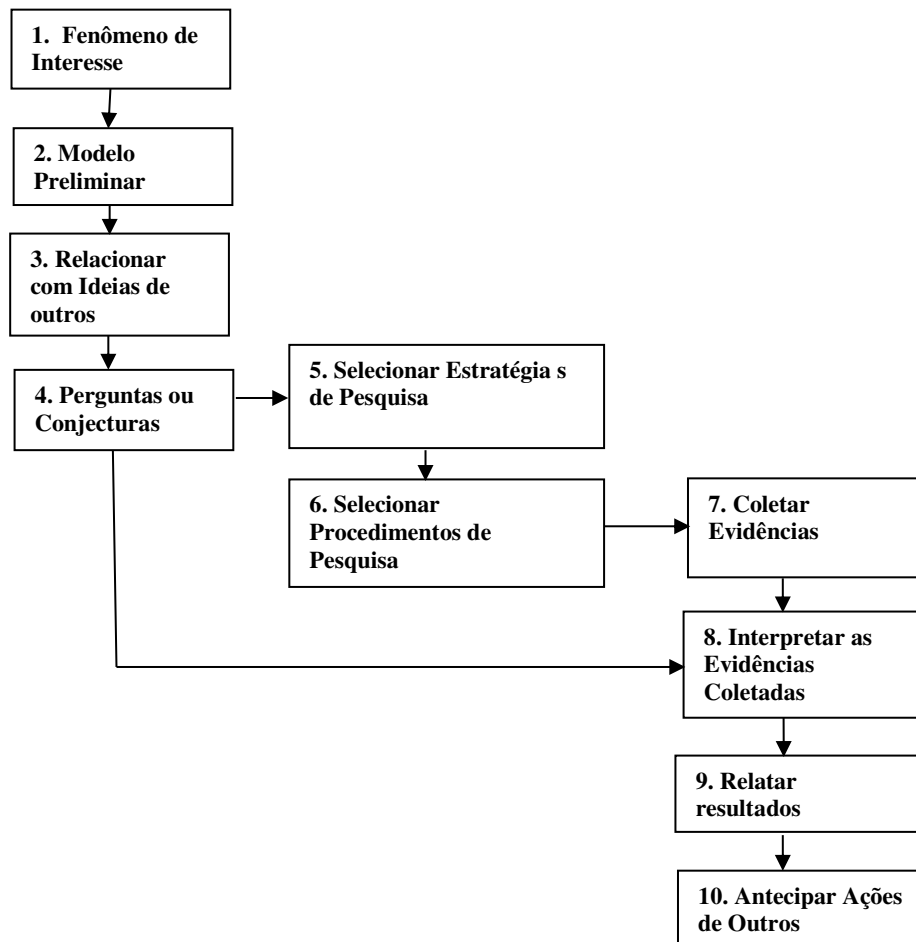 1. Fenômeno de
Interesse
2. Modelo
Preliminar
3. Relacionar
com Ideias de
outros
4. Perguntas ou
Conjecturas
5. Selecionar Estratégia s
de Pesquisa
6. Selecionar
Procedimentos de
Pesquisa
7. Coletar
Evidências
8. Interpretar as
Evidências
Coletadas
9. Relatar
resultados
10. Antecipar Ações
de Outros